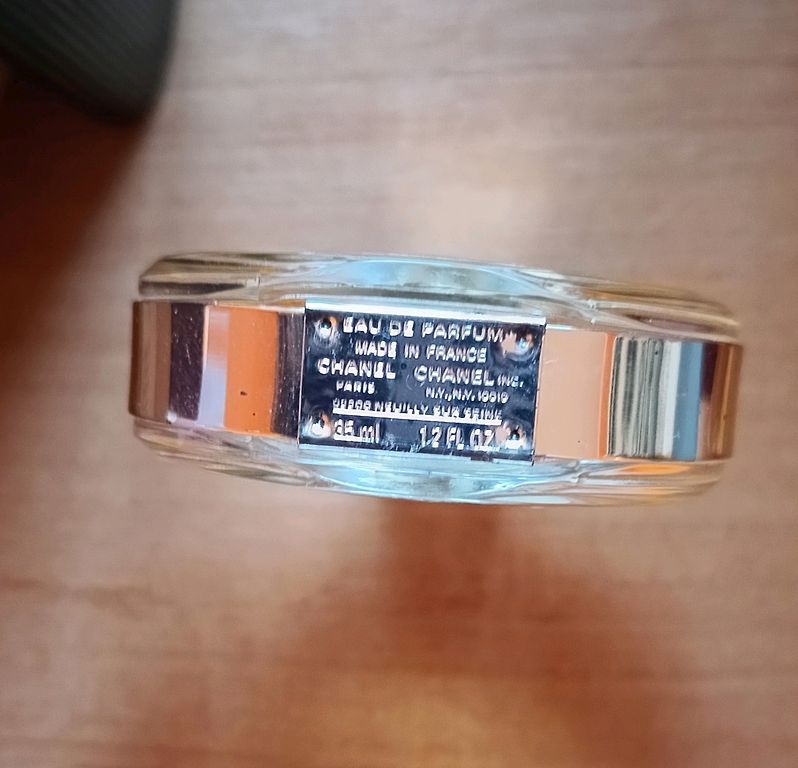 EAU DE PARFUM
MADE IN FRANCE
CHANEL CHANEL INC.
PARIS N.Y., N.Y. 10019
NEUILLY SUR SEINE
35 ml 1.2 FL OZ